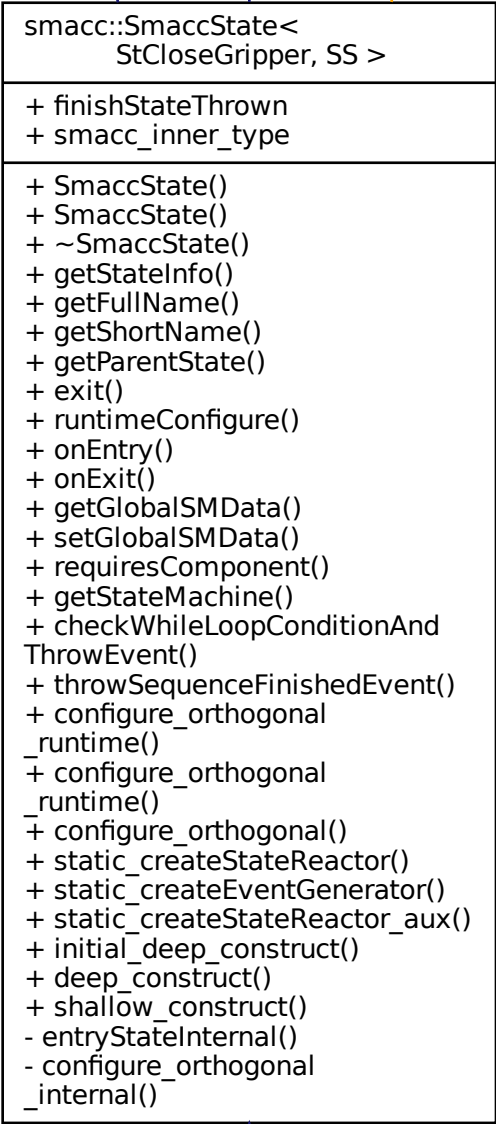 smacc::SmaccState<
StCloseGripper, SS >
+ finishStateThrown
+ smacc_inner_type
+ SmaccState()
+ SmaccState()
+ ~SmaccState()
+ getStateInfo()
+ getFullName()
+ getShortName()
+ getParentState()
+ exit()
+ runtimeConfigure()
+ onEntry()
+ onExit()
+ getGlobalSMData()
+ setGlobalSMData()
+ requiresComponent()
+ getStateMachine()
+ checkWhileLoopConditionAnd
ThrowEvent()
+ throwSequenceFinishedEvent()
+ configure_orthogonal
_runtime()
+ configure_orthogonal
_runtime()
+ configure_orthogonal()
+ static_createStateReactor()
+ static_createEventGenerator()
+ static_createStateReactor_aux()
+ initial_deep_construct()
+ deep_construct()
+ shallow_construct()
- entryStateInternal()
- configure_orthogonal
_internal()